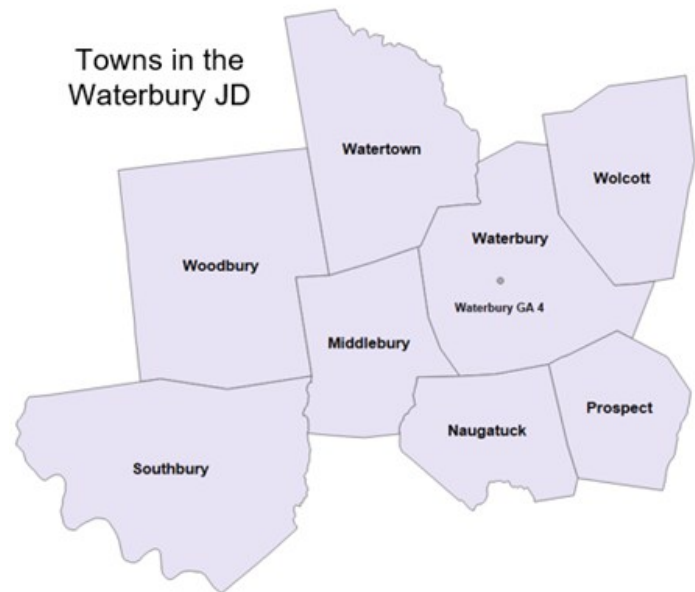 Towns in the
Waterbury JD
Watertown
Wolcott
Waterbury
Woodbury
Waterbury GA 4
Middlebury
Prospect
Naugatuck
Southbury